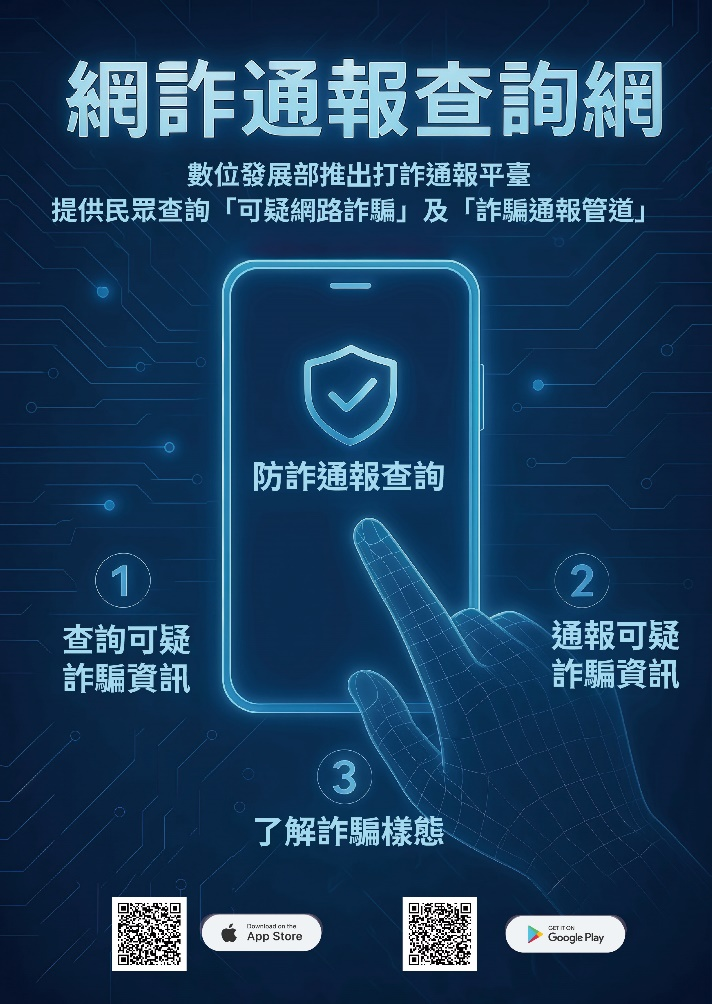 網詐通報查詢網
數位發展部推出打詐通報平臺
提供民眾查詢「可疑網路詐騙」及「詐騙通報管道」
防詐通報查詢
1
查詢可疑
詐騙資訊
2
通報可疑
詐騙資訊
3
了解詐騙樣態
Download on the
App Store
GET IT ON
Google Play